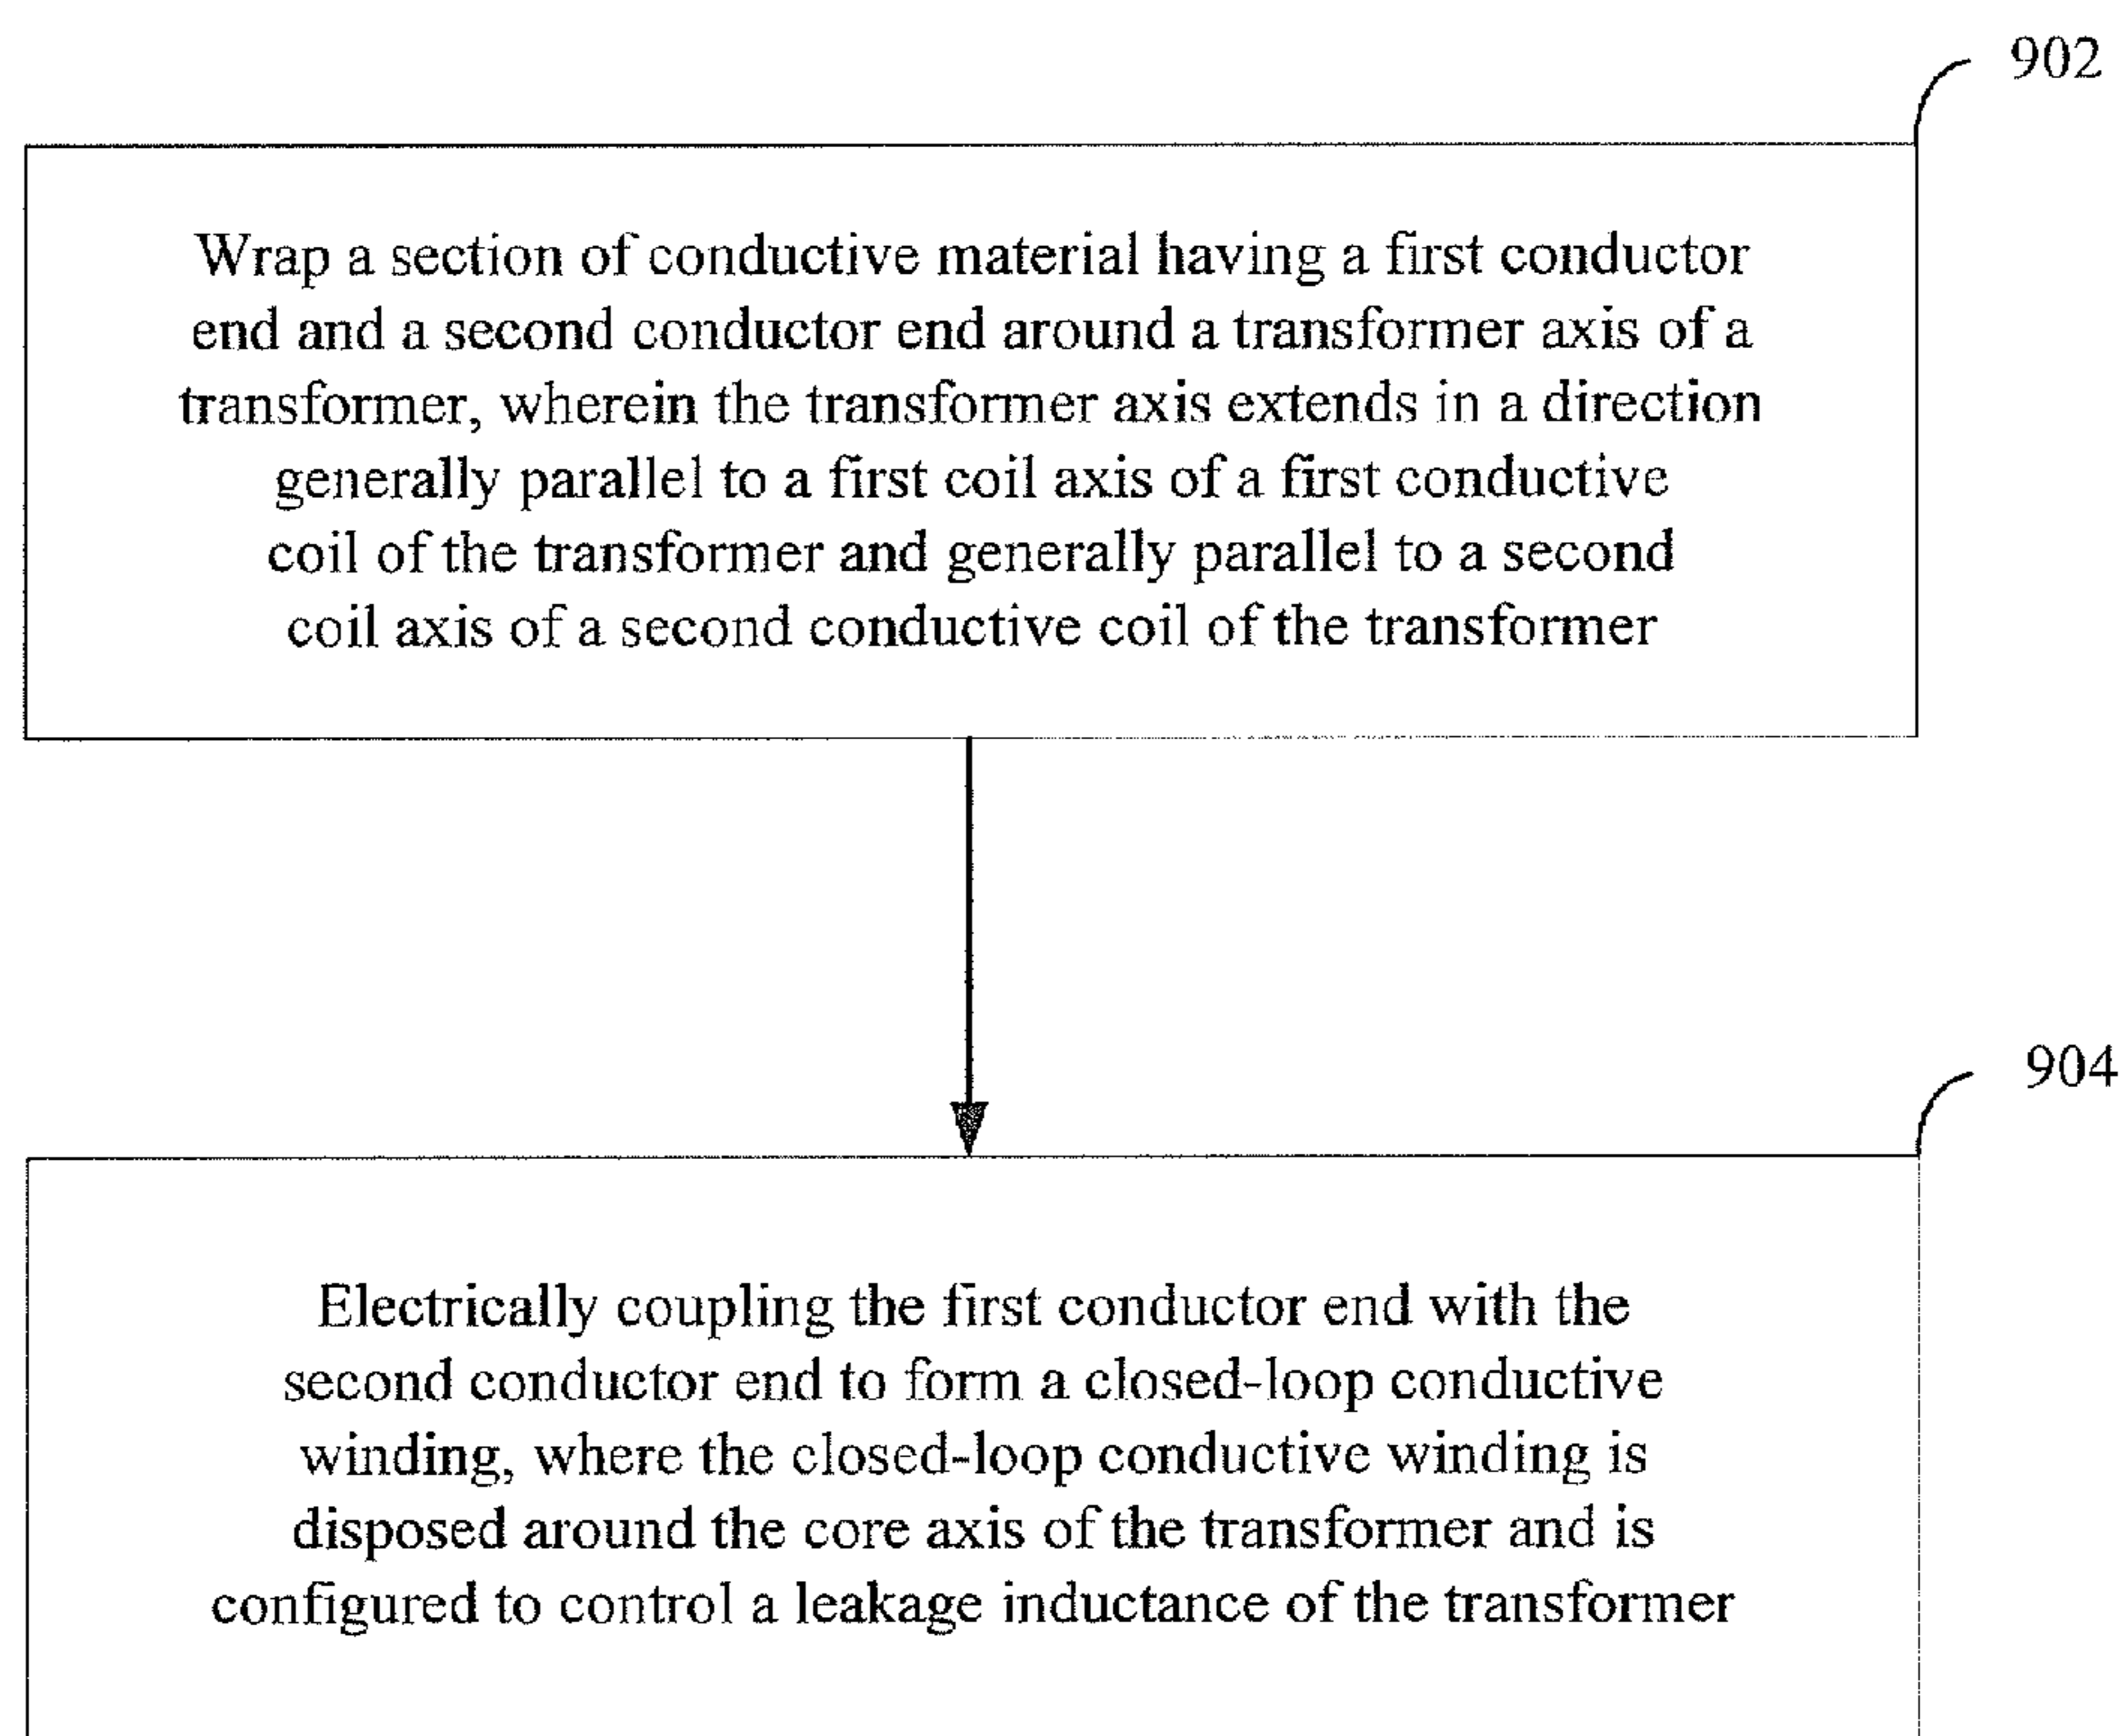 902
Wrap a section of conductive material having a first conductor
end and a second conductor end around a transformer axis of a
transformer, wherein the transformer axis extends in a direction
generally parallel to a first coil axis of a first conductive
coil of the transformer and generally parallel to a second
coil axis of a second conductive coil of the transformer
904
Electrically coupling the first conductor end with the
second conductor end to form a closed-loop conductive
winding, where the closed-loop conductive winding is
disposed around the core axis of the transformer and is
configured to control a leakage inductance of the transformer